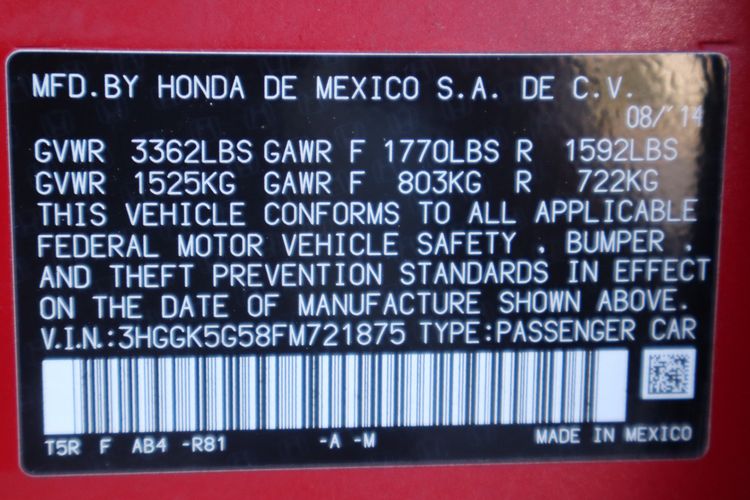 MFD.BY HONDA DE MEXICO S.A. DE C.V.
08/14
GVWR 3362LBS GAWR F 1770LBS R 1592LBS
GVWR 1525KG GAWR F 803KG R 722KG
THIS VEHICLE CONFORMS TO ALL APPLICABLE
FEDERAL MOTOR VEHICLE SAFETY , BUMPER ,
AND THEFT PREVENTION STANDARDS IN EFFECT
ON THE DATE OF MANUFACTURE SHOWN ABOVE.
V.I.N.:3HGGK5G58FM721875 TYPE:PASSENGER CAR
T5R F AB4 -R81 -A -M MADE IN MEXICO